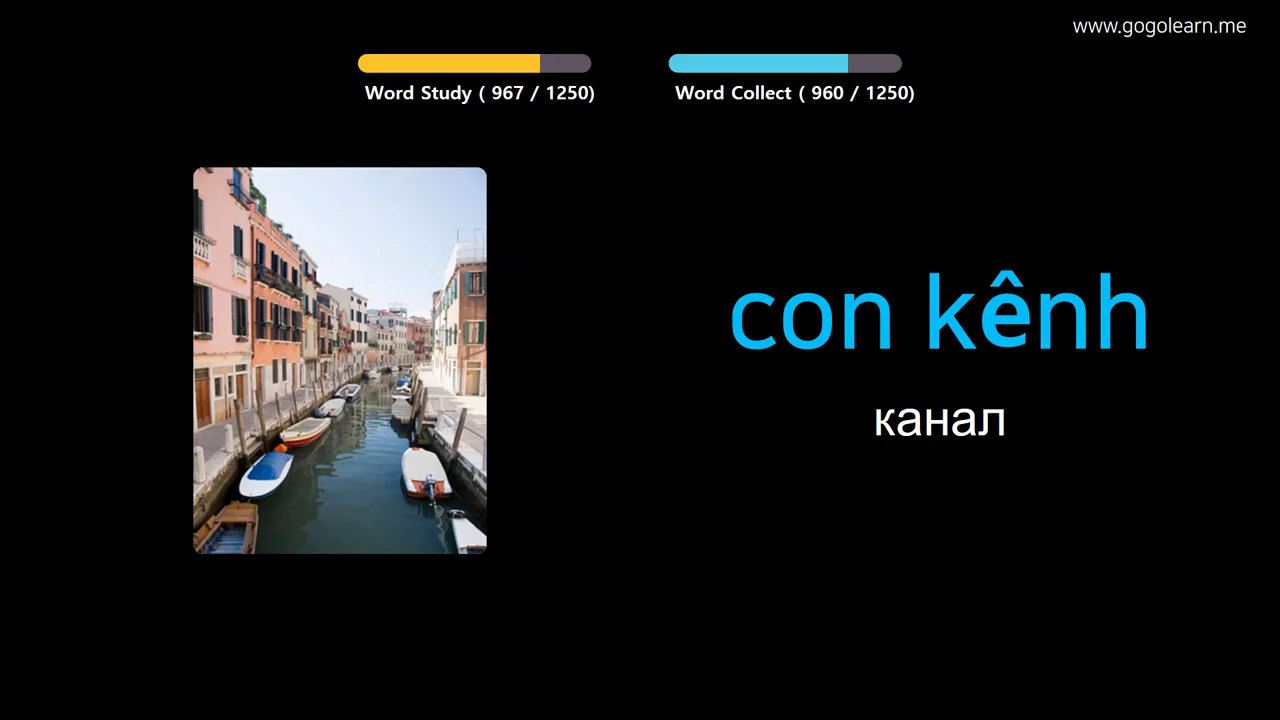 www.gogolearn.me
Word Study ( 967 / 1250)
Word Collect ( 960 / 1250)
con kênh
канал